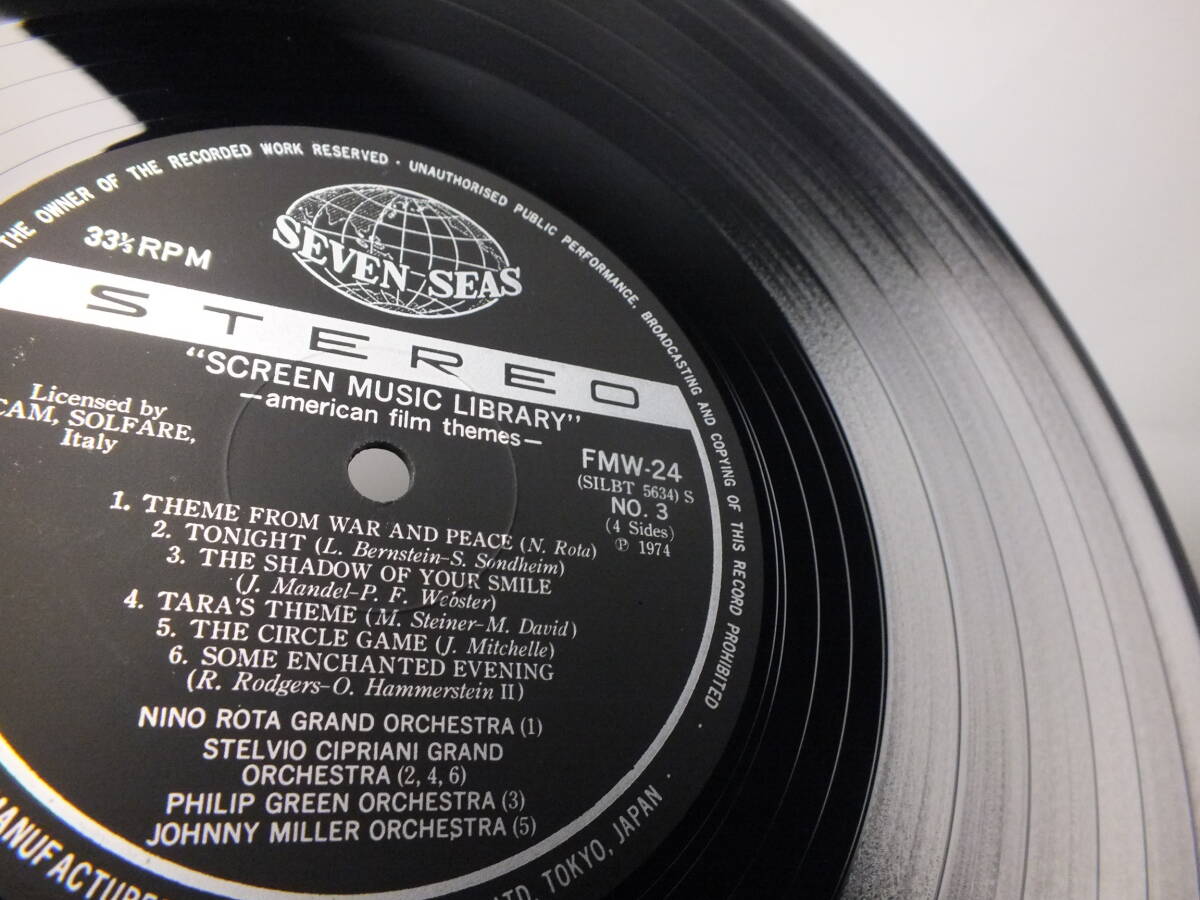 THE OWNER OF THE RECORDED WORK RESERVED · UNAUTHORISED PUBLIC PERFORMANCE, BROADCASTING AND COPYING OF THIS RECORD PROHIBITED ·
SEVEN SEAS
33⅓ RPM
STEREO
"SCREEN MUSIC LIBRARY"
—american film themes—
Licensed by
CAM, SOLFARE,
Italy
FMW-24
(SILBT 5634) S
NO. 3
(4 Sides)
℗ 1974
1. THEME FROM WAR AND PEACE (N. Rota)
2. TONIGHT (L. Bernstein-S. Sondheim)
3. THE SHADOW OF YOUR SMILE
(J. Mandel-P. F. Webster)
4. TARA'S THEME (M. Steiner-M. David)
5. THE CIRCLE GAME (J. Mitchelle)
6. SOME ENCHANTED EVENING
(R. Rodgers-O. Hammerstein II)
NINO ROTA GRAND ORCHESTRA (1)
STELVIO CIPRIANI GRAND
ORCHESTRA (2, 4, 6)
PHILIP GREEN ORCHESTRA (3)
JOHNNY MILLER ORCHESTRA (5)
LTD. TOKYO, JAPAN